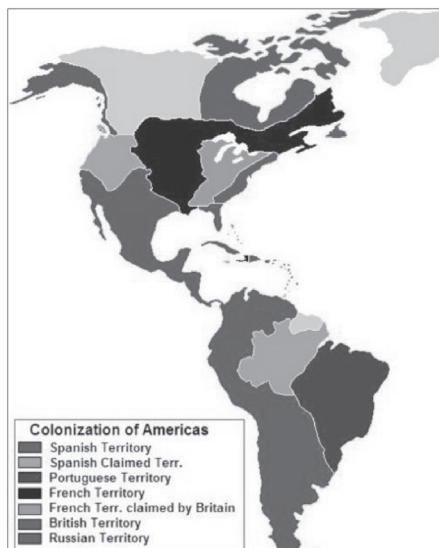 Colonization of Americas
Spanish Territory
Spanish Claimed Terr.
Portuguese Territory
French Territory
French Terr. claimed by Britain
British Territory
Russian Territory